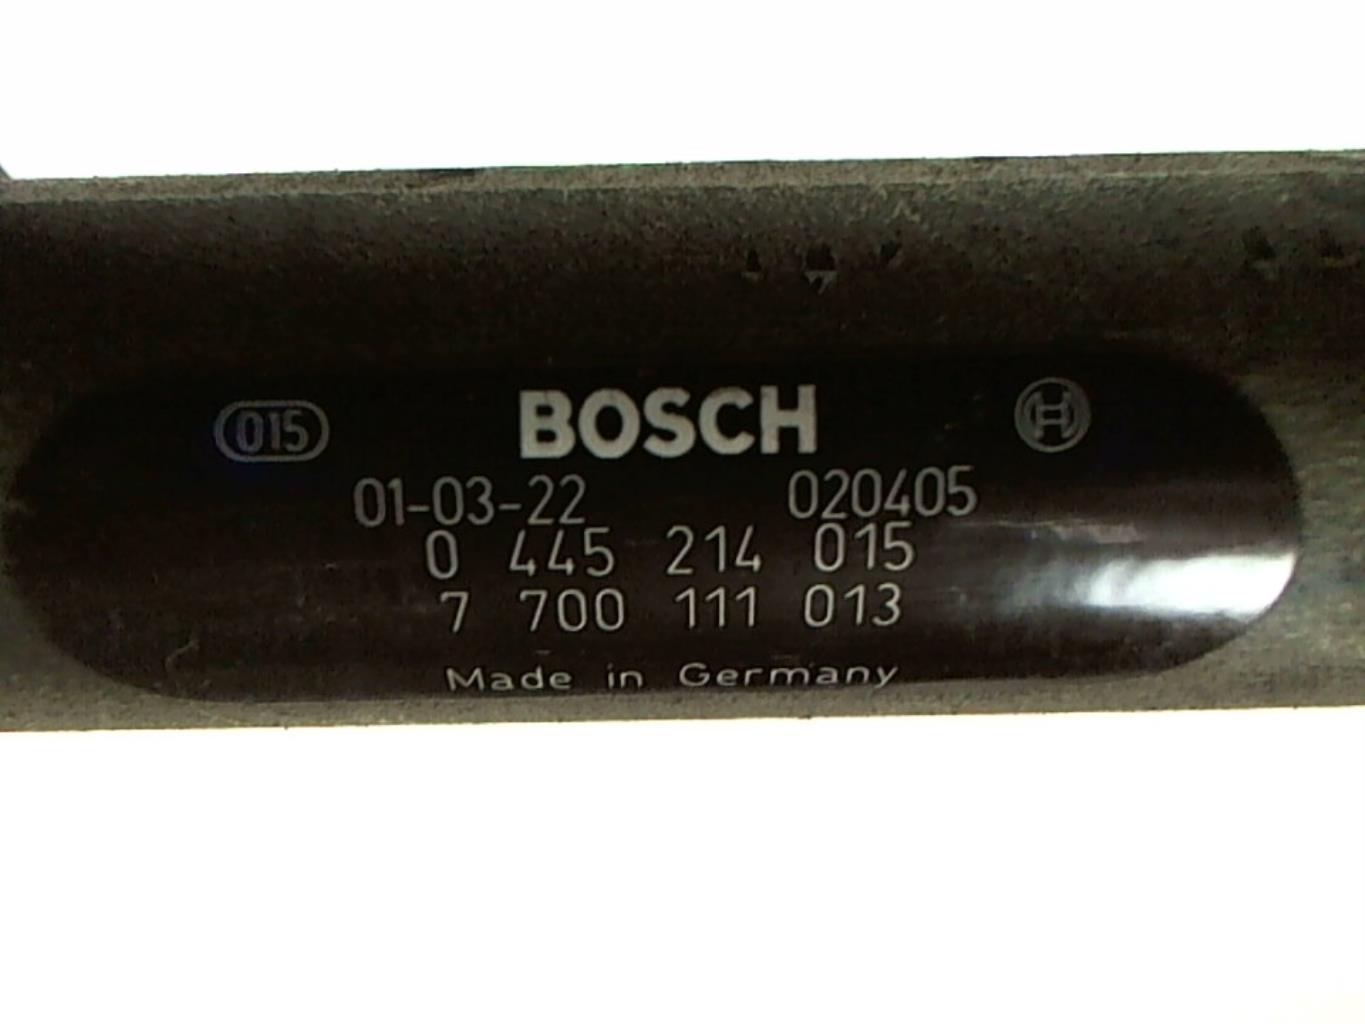 015 BOSCH
01-03-22 020405
0 445 214 015
7 700 111 013
Made in Germany